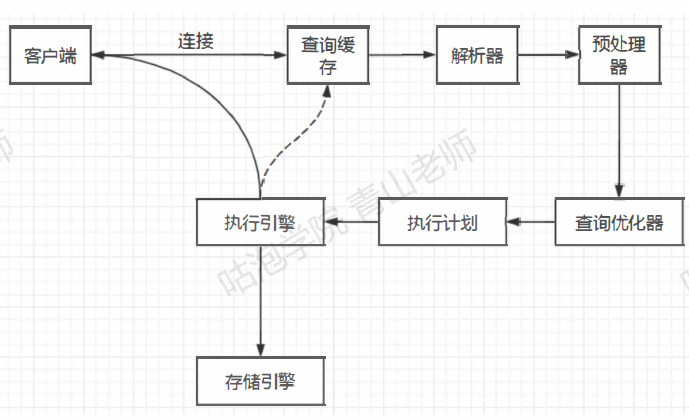 连接
客户端
查询缓
存
解析器
预处理
器
执行引擎
执行计划
查询优化器
存储引擎
咕泡学院 青山老师
师